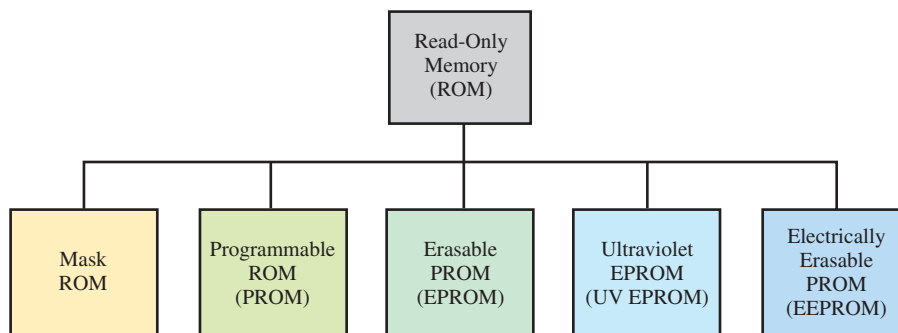 Read-Only
Memory
(ROM)
Mask
ROM
Programmable
ROM
(PROM)
Erasable
PROM
(EPROM)
Ultraviolet
EPROM
(UV EPROM)
Electrically
Erasable
PROM
(EEPROM)